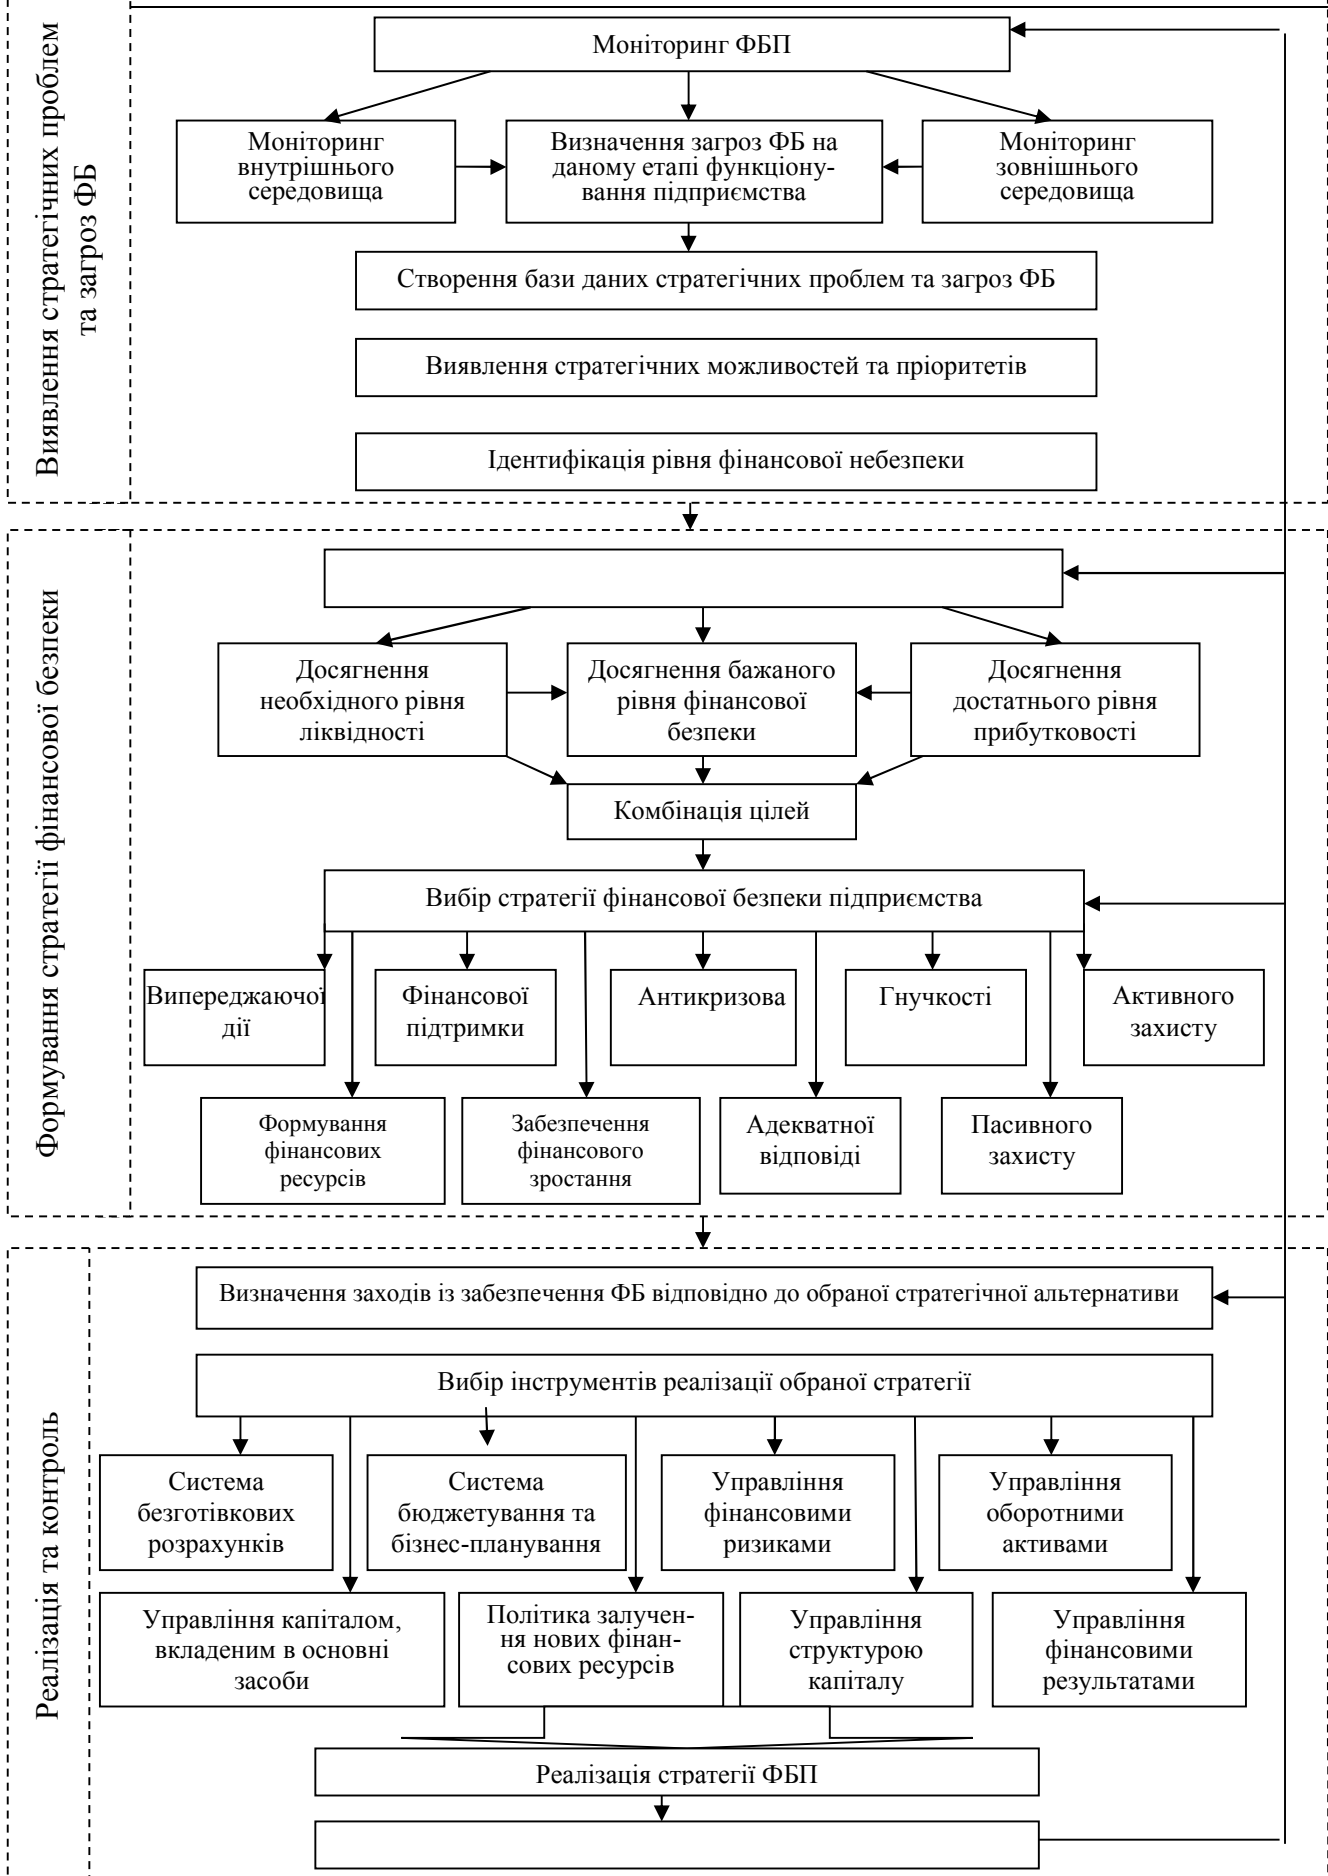 Виявлення стратегічних проблем
та загроз ФБ
Моніторинг ФБП
Моніторинг
внутрішнього
середовища
Визначення загроз ФБ на
даному етапі функціону-
вання підприємства
Моніторинг
зовнішнього
середовища
Створення бази даних стратегічних проблем та загроз ФБ
Виявлення стратегічних можливостей та пріоритетів
Ідентифікація рівня фінансової небезпеки
Формування стратегії фінансової безпеки
Досягнення
необхідного рівня
ліквідності
Досягнення бажаного
рівня фінансової
безпеки
Досягнення
достатнього рівня
прибутковості
Комбінація цілей
Вибір стратегії фінансової безпеки підприємства
Випереджаючої
дії
Фінансової
підтримки
Антикризова
Гнучкості
Активного
захисту
Формування
фінансових
ресурсів
Забезпечення
фінансового
зростання
Адекватної
відповіді
Пасивного
захисту
Реалізація та контроль
Визначення заходів із забезпечення ФБ відповідно до обраної стратегічної альтернативи
Вибір інструментів реалізації обраної стратегії
Система
безготівкових
розрахунків
Система
бюджетування та
бізнес-планування
Управління
фінансовими
ризиками
Управління
оборотними
активами
Управління капіталом,
вкладеним в основні
засоби
Політика залучен-
ня нових фінан-
сових ресурсів
Управління
структурою
капіталу
Управління
фінансовими
результатами
Реалізація стратегії ФБП